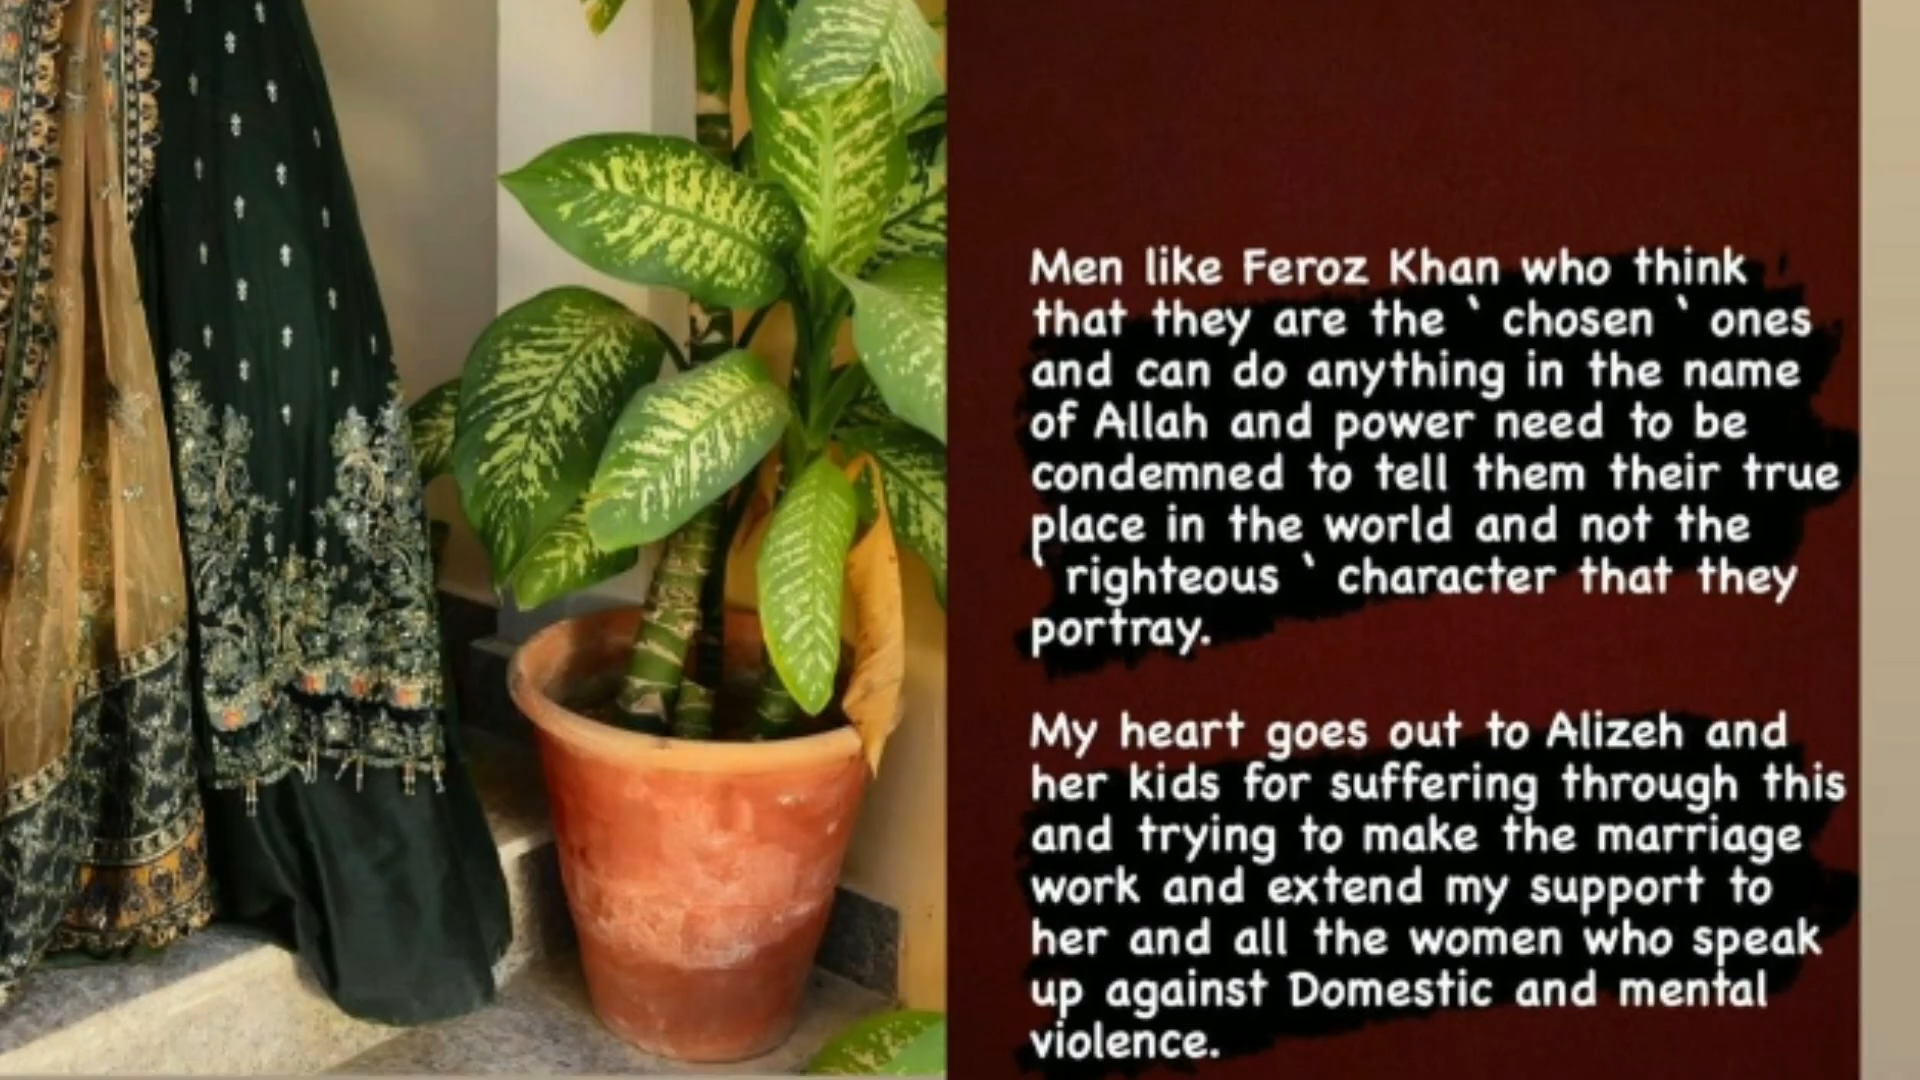 Men like Feroz Khan who think
that they are the ` chosen ` ones
and can do anything in the name
of Allah and power need to be
condemned to tell them their true
place in the world and not the
` righteous ` character that they
portray.
My heart goes out to Alizeh and
her kids for suffering through this
and trying to make the marriage
work and extend my support to
her and all the women who speak
up against Domestic and mental
violence.